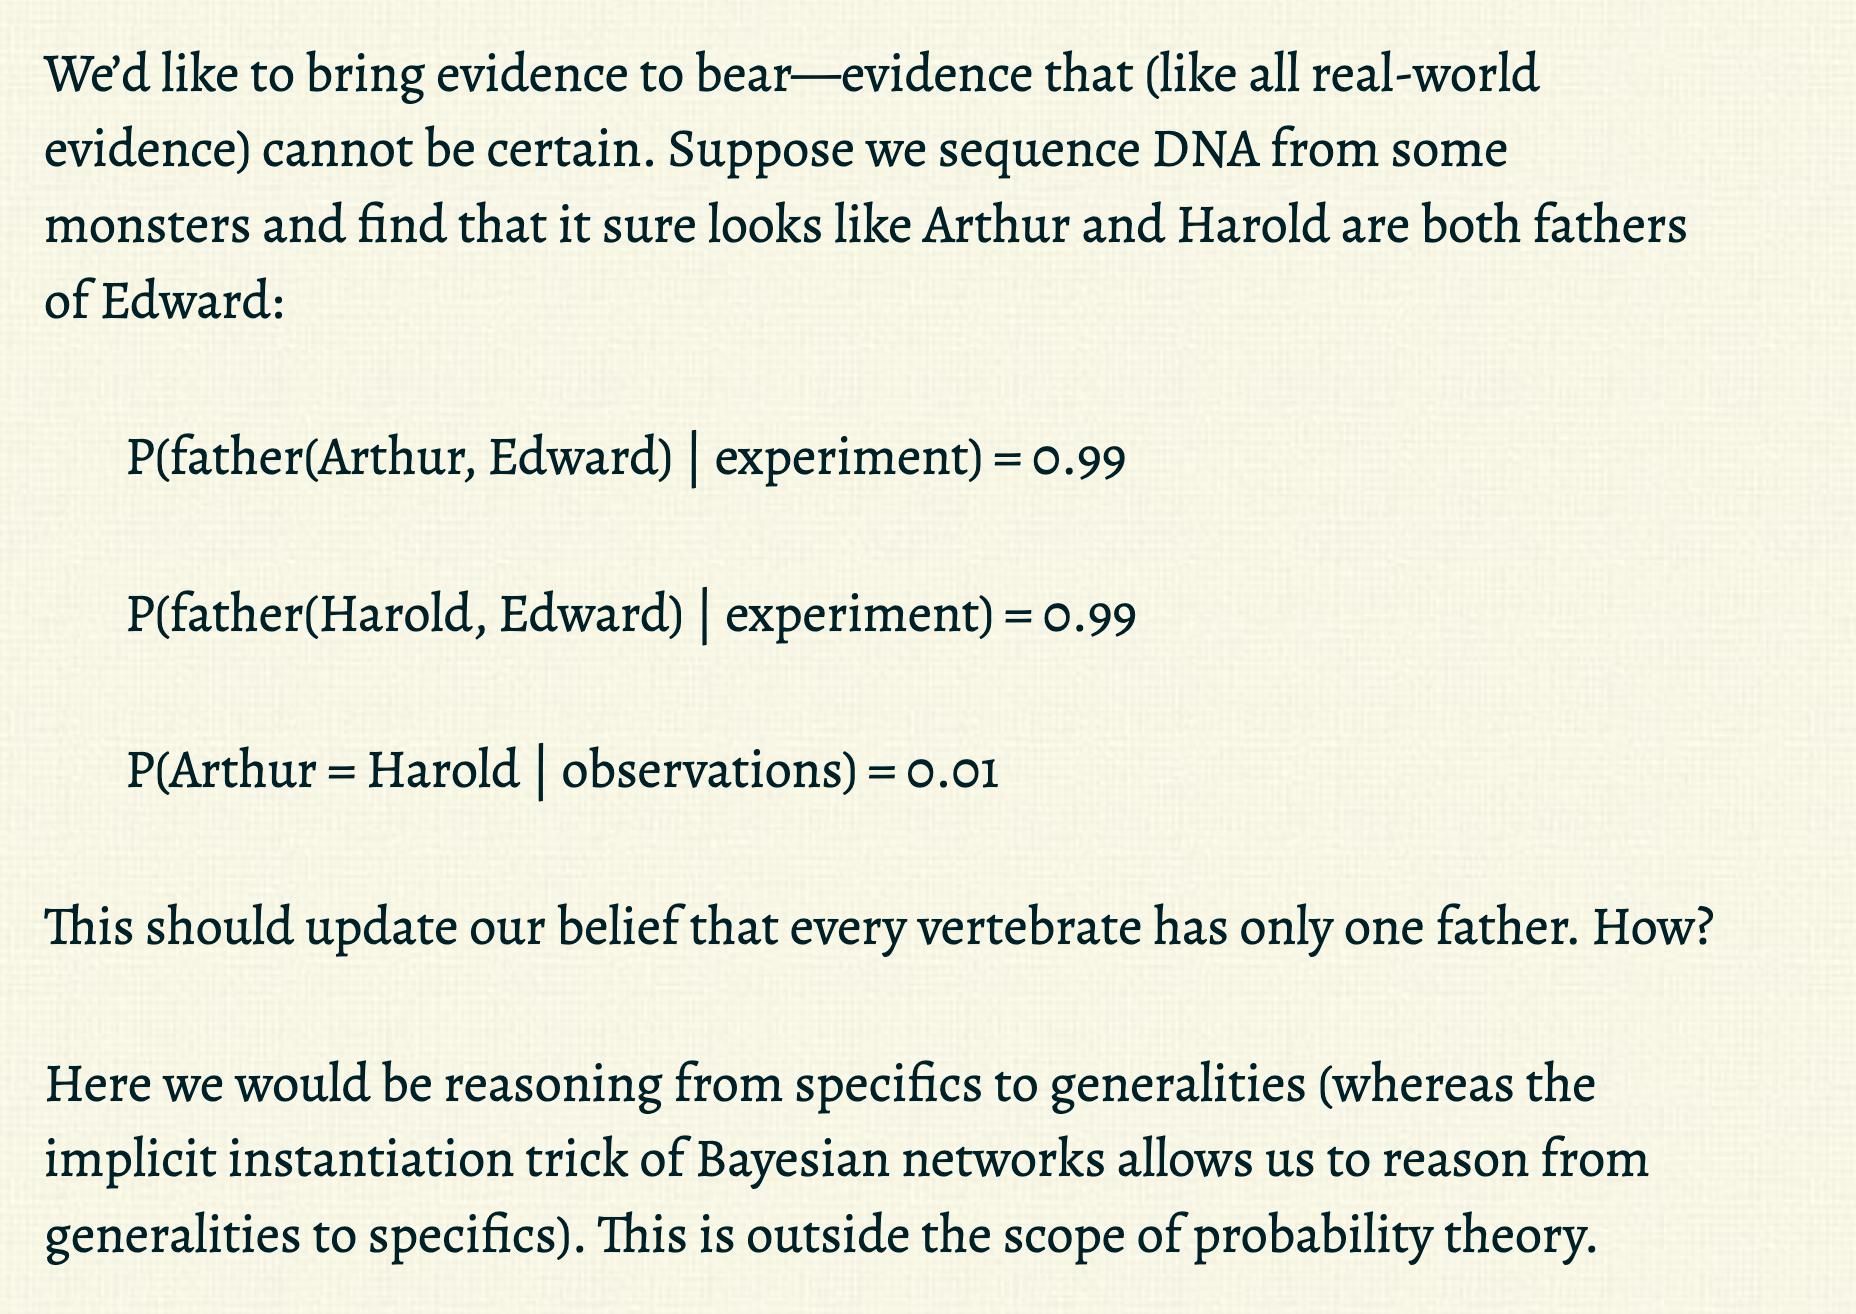 We’d like to bring evidence to bear—evidence that (like all real-world
evidence) cannot be certain. Suppose we sequence DNA from some
monsters and find that it sure looks like Arthur and Harold are both fathers
of Edward:
P(father(Arthur, Edward) | experiment) = 0.99
P(father(Harold, Edward) | experiment) = 0.99
P(Arthur = Harold | observations) = 0.01
This should update our belief that every vertebrate has only one father. How?
Here we would be reasoning from specifics to generalities (whereas the
implicit instantiation trick of Bayesian networks allows us to reason from
generalities to specifics). This is outside the scope of probability theory.